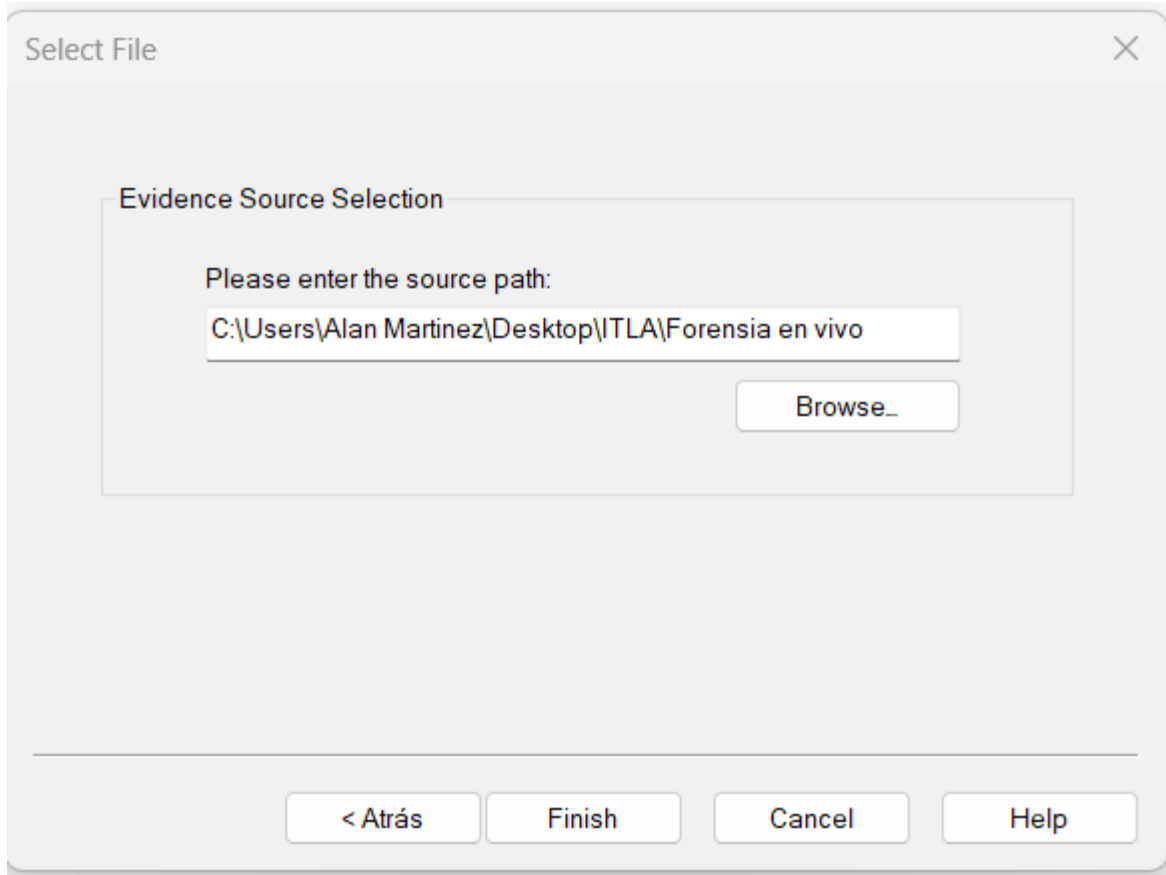 Select File
Evidence Source Selection
Please enter the source path:
C:\Users\Alan Martinez\Desktop\ITLA\Forensia en vivo
Browse...
< Atrás
Finish
Cancel
Help